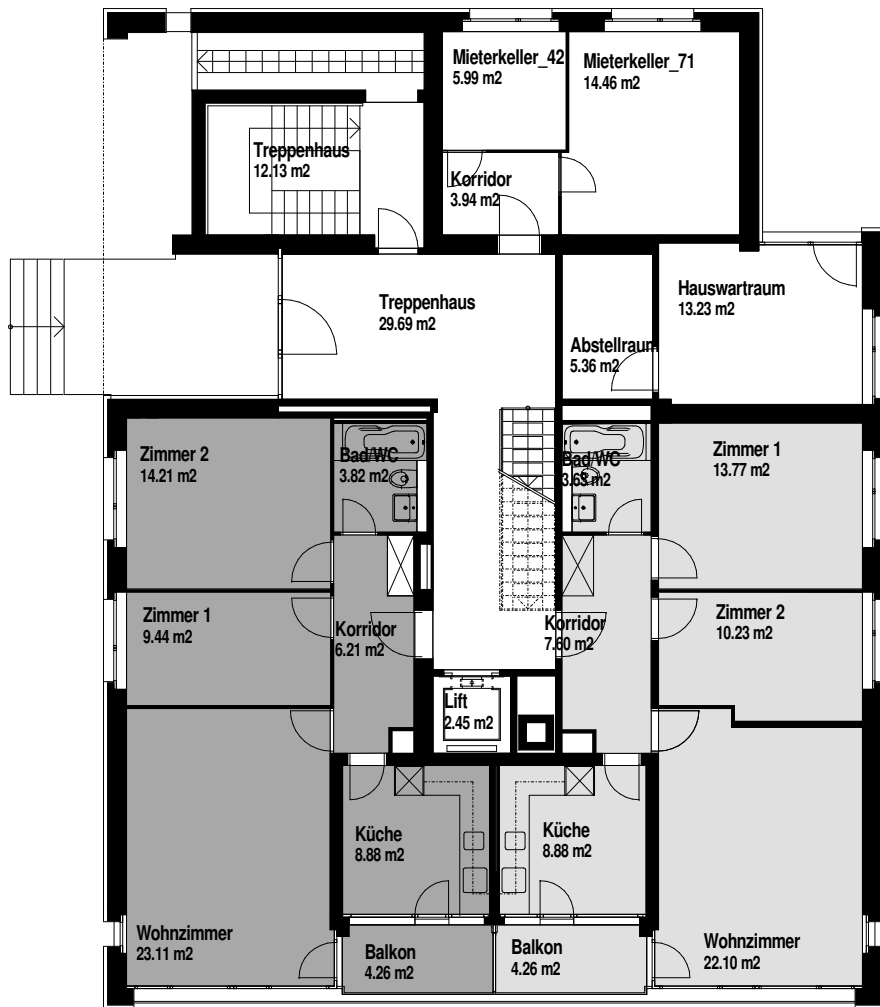 Mieterkeller_42
5.99 m2
Mieterkeller_71
14.46 m2
Treppenhaus
12.13 m2
Korridor
3.94 m2
Treppenhaus
29.69 m2
Hauswartraum
13.23 m2
Abstellraum
5.36 m2
Zimmer 2
14.21 m2
Bad/WC
3.82 m2
Bad/WC
3.63 m2
Zimmer 1
13.77 m2
Zimmer 1
9.44 m2
Korridor
6.21 m2
Korridor
7.60 m2
Zimmer 2
10.23 m2
Lift
2.45 m2
Küche
8.88 m2
Küche
8.88 m2
Wohnzimmer
23.11 m2
Balkon
4.26 m2
Balkon
4.26 m2
Wohnzimmer
22.10 m2